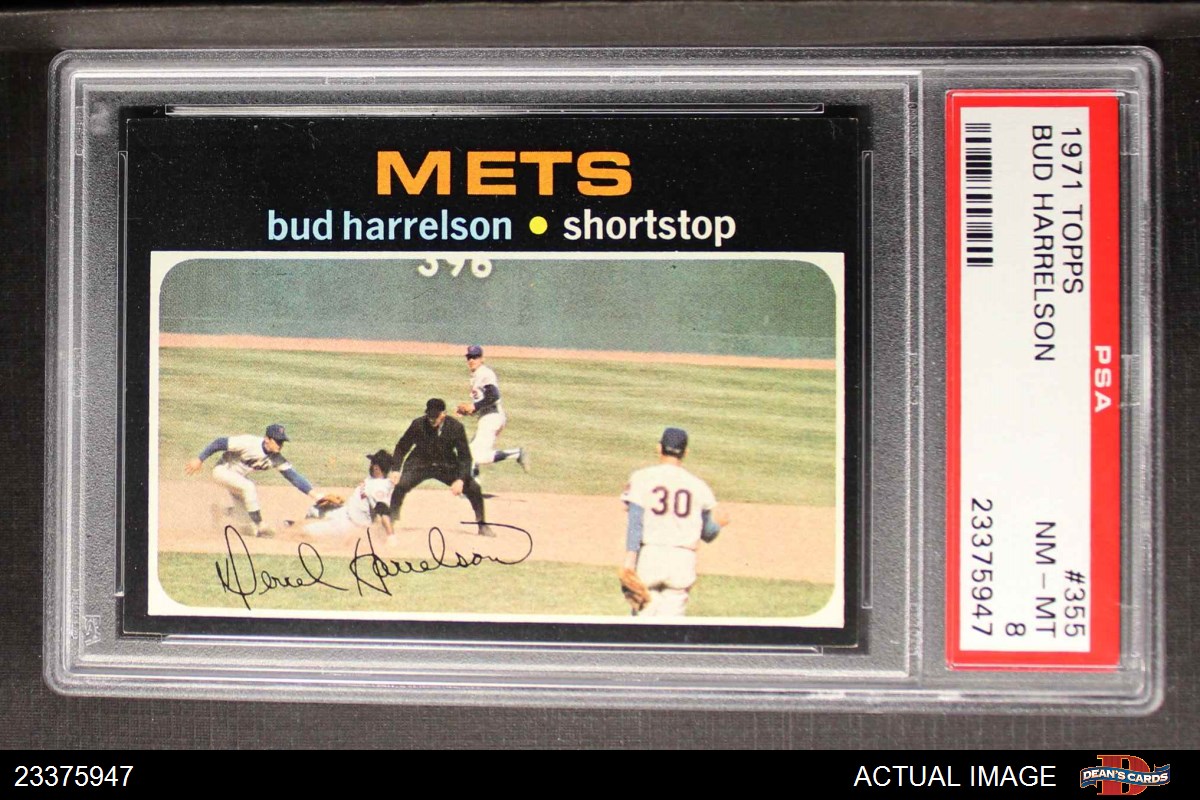 METS
bud harrelson • shortstop
396
30
Derrel Harrelson
1971 TOPPS
BUD HARRELSON
#355
NM - MT
8
23375947
PSA
23375947
ACTUAL IMAGE
D
DEAN'S CARDS